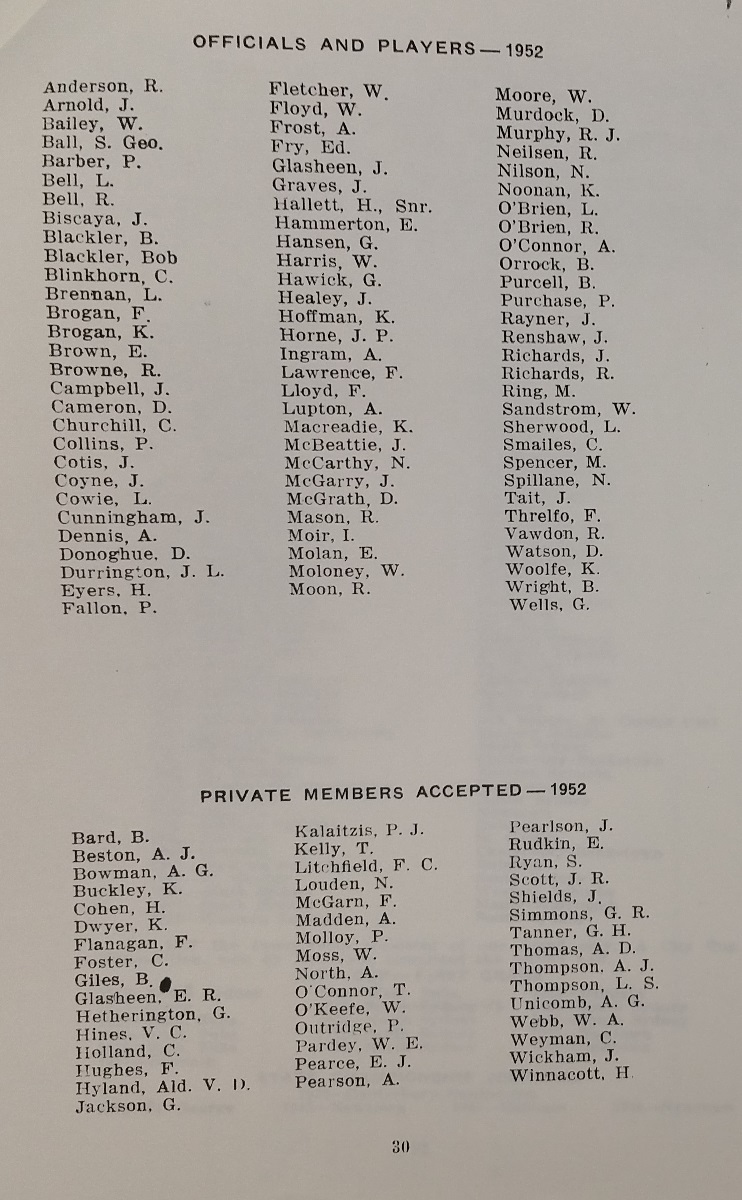 OFFICIALS AND PLAYERS—1952
Anderson, R.
Arnold, J.
Bailey, W.
Ball, S. Geo.
Barber, P.
Bell, L.
Bell, R.
Biscaya, J.
Blackler, B.
Blackler, Bob
Blinkhorn, C.
Brennan, L.
Brogan, F.
Brogan, K.
Brown, E.
Browne, R.
Campbell, J.
Cameron, D.
Churchill, C.
Collins, P.
Cotis, J.
Coyne, J.
Cowie, L.
Cunningham, J.
Dennis, A.
Donoghue, D.
Durrington, J. L.
Eyers, H.
Fallon, P.
Fletcher, W.
Floyd, W.
Frost, A.
Fry, Ed.
Glasheen, J.
Graves, J.
Hallett, H., Snr.
Hammerton, E.
Hansen, G.
Harris, W.
Hawick, G.
Healey, J.
Hoffman, K.
Horne, J. P.
Ingram, A.
Lawrence, F.
Lloyd, F.
Lupton, A.
Macreadie, K.
McBeattie, J.
McCarthy, N.
McGarry, J.
McGrath, D.
Mason, R.
Moir, I.
Molan, E.
Moloney, W.
Moon, R.
Moore, W.
Murdock, D.
Murphy, R. J.
Neilsen, R.
Nilson, N.
Noonan, K.
O'Brien, L.
O'Brien, R.
O'Connor, A.
Orrock, B.
Purcell, B.
Purchase, P.
Rayner, J.
Renshaw, J.
Richards, J.
Richards, R.
Ring, M.
Sandstrom, W.
Sherwood, L.
Smailes, C.
Spencer, M.
Spillane, N.
Tait, J.
Threlfo, F.
Vawdon, R.
Watson, D.
Woolfe, K.
Wright, B.
Wells, G.
PRIVATE MEMBERS ACCEPTED—1952
Bard, B.
Beston, A. J.
Bowman, A. G.
Buckley, K.
Cohen, H.
Dwyer, K.
Flanagan, F.
Foster, C.
Giles, B.
Glasheen, E. R.
Hetherington, G.
Hines, V. C.
Holland, C.
Hughes, F.
Hyland, Ald. V. D.
Jackson, G.
Kalaitzis, P. J.
Kelly, T.
Litchfield, F. C.
Louden, N.
McGarn, F.
Madden, A.
Molloy, P.
Moss, W.
North, A.
O'Connor, T.
O'Keefe, W.
Outridge, P.
Pardey, W. E.
Pearce, E. J.
Pearson, A.
Pearlson, J.
Rudkin, E.
Ryan, S.
Scott, J. R.
Shields, J.
Simmons, G. R.
Tanner, G. H.
Thomas, A. D.
Thompson, A. J.
Thompson, L. S.
Unicomb, A. G.
Webb, W. A.
Weyman, C.
Wickham, J.
Winnacott, H.
30